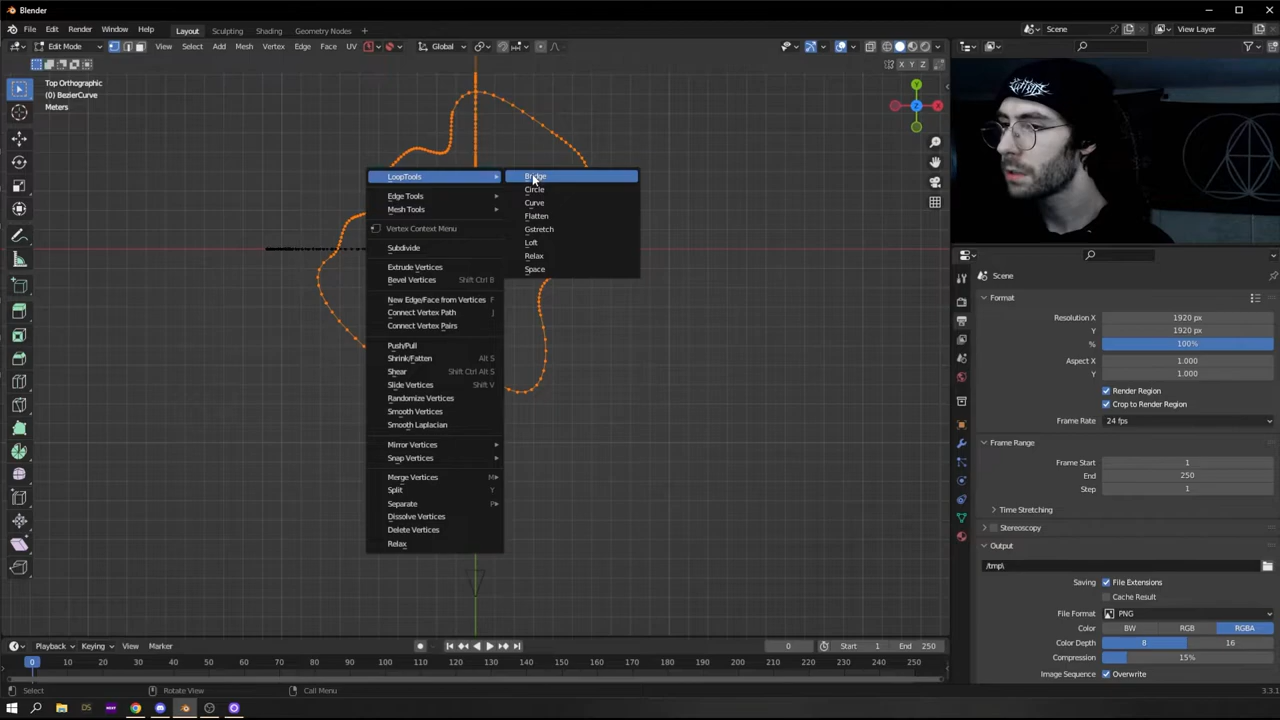 Blender
File Edit Render Window Help Layout Sculpting Shading Geometry Nodes + Scene View Layer
Edit Mode View Select Add Mesh Vertex Edge Face UV Global
X Y Z
Top Orthographic
(0) BezierCurve
Meters
Y
X
Z
LoopTools
Edge Tools
Mesh Tools
Vertex Context Menu
Subdivide
Extrude Vertices
Bevel Vertices Shift Ctrl B
New Edge/Face from Vertices F
Connect Vertex Path J
Connect Vertex Pairs
Push/Pull
Shrink/Fatten Alt S
Shear Shift Ctrl Alt S
Slide Vertices Shift V
Randomize Vertices
Smooth Vertices
Smooth Laplacian
Mirror Vertices
Snap Vertices
Merge Vertices M
Split Y
Separate P
Dissolve Vertices
Delete Vertices
Relax
Bridge
Circle
Curve
Flatten
Gstretch
Loft
Relax
Space
Scene
Format
Resolution X 1920 px
Y 1920 px
% 100%
Aspect X 1.000
Y 1.000
Render Region
Crop to Render Region
Frame Rate 24 fps
Frame Range
Frame Start 1
End 250
Step 1
Time Stretching
Stereoscopy
Output
/tmp\
Saving File Extensions
Cache Result
File Format PNG
Color BW RGB RGBA
Color Depth 8 16
Compression 15%
Image Sequence Overwrite
Playback Keying View Marker 0 Start 1 End 250
0 10 20 30 40 50 60 70 80 90 100 110 120 130 140 150 160 170 180 190 200 210 220 230 240 250
Select Rotate View Call Menu 3.3.1